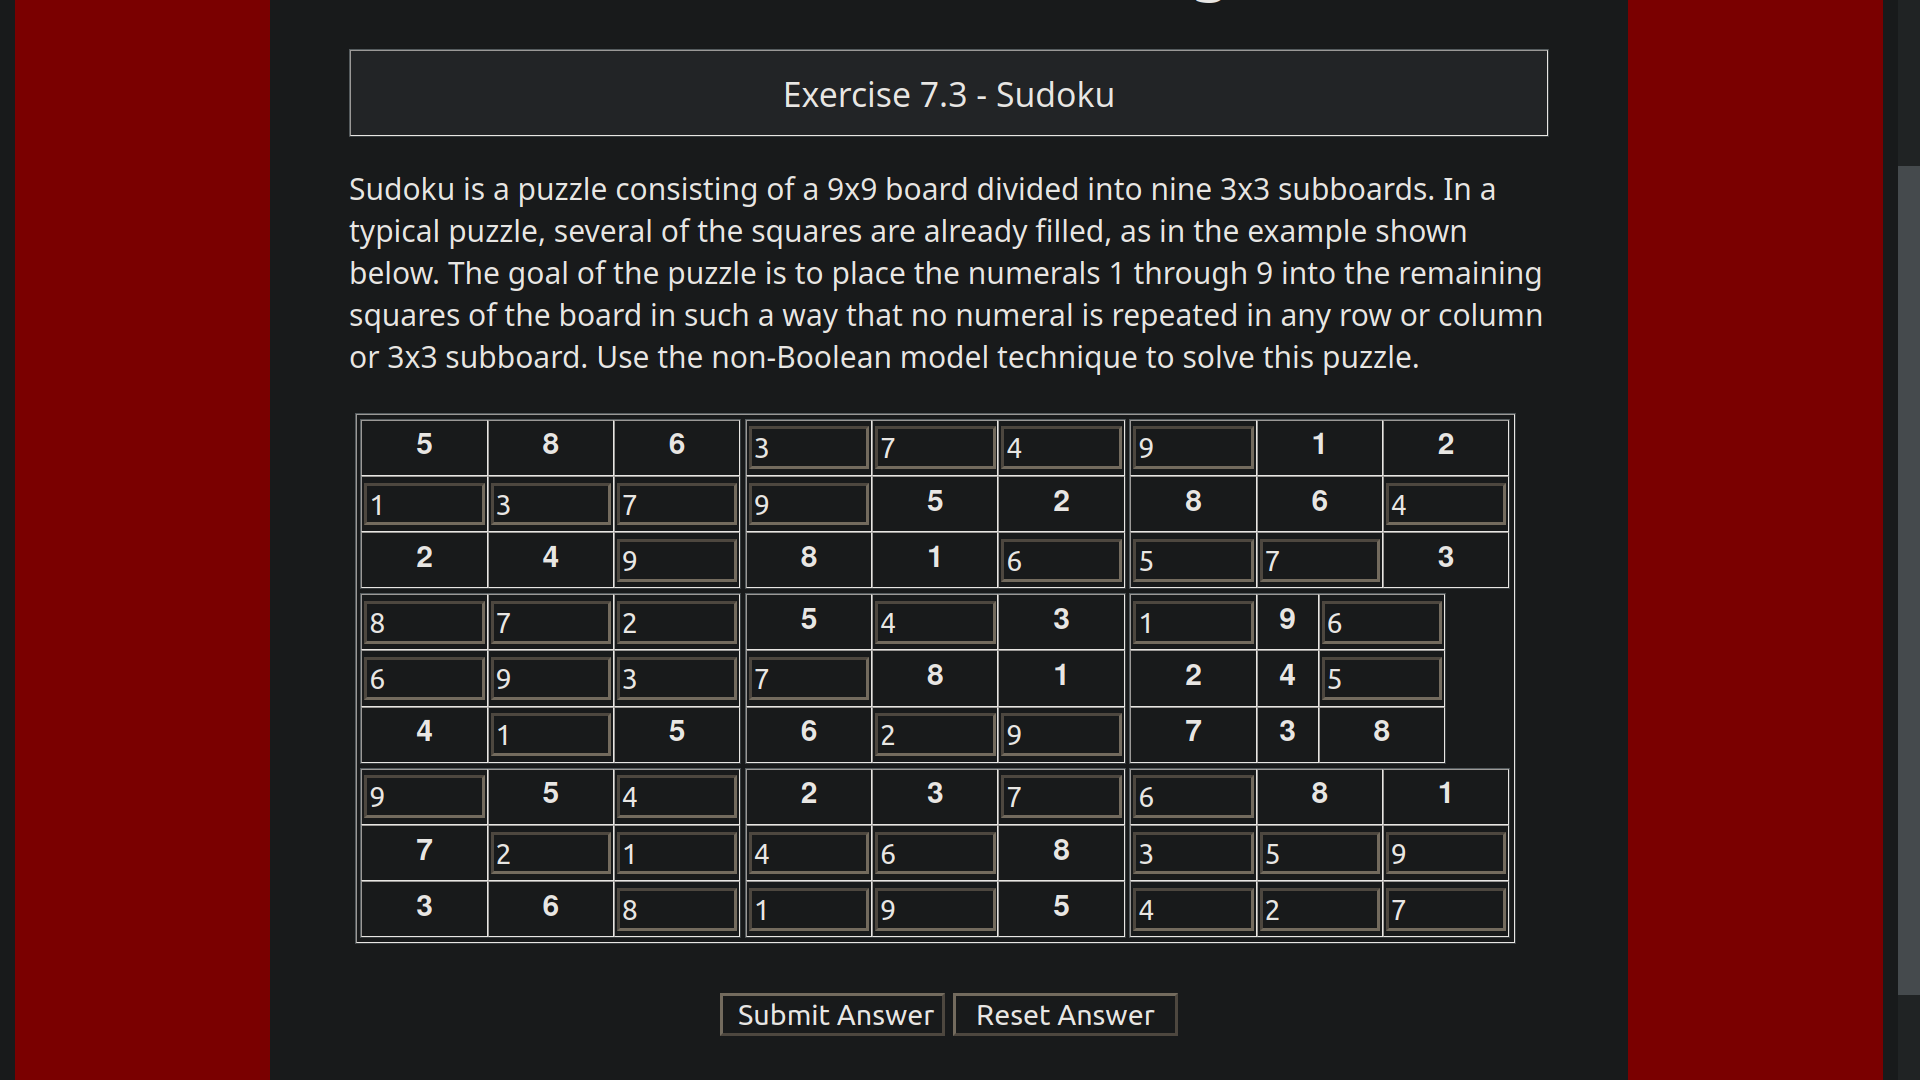 Exercise 7.3 - Sudoku
Sudoku is a puzzle consisting of a 9x9 board divided into nine 3x3 subboards. In a
typical puzzle, several of the squares are already filled, as in the example shown
below. The goal of the puzzle is to place the numerals 1 through 9 into the remaining
squares of the board in such a way that no numeral is repeated in any row or column
or 3x3 subboard. Use the non-Boolean model technique to solve this puzzle.
5 8 6 3 7 4 9 1 2
1 3 7 9 5 2 8 6 4
2 4 9 8 1 6 5 7 3
8 7 2 5 4 3 1 9 6
6 9 3 7 8 1 2 4 5
4 1 5 6 2 9 7 3 8
9 5 4 2 3 7 6 8 1
7 2 1 4 6 8 3 5 9
3 6 8 1 9 5 4 2 7
Submit Answer Reset Answer